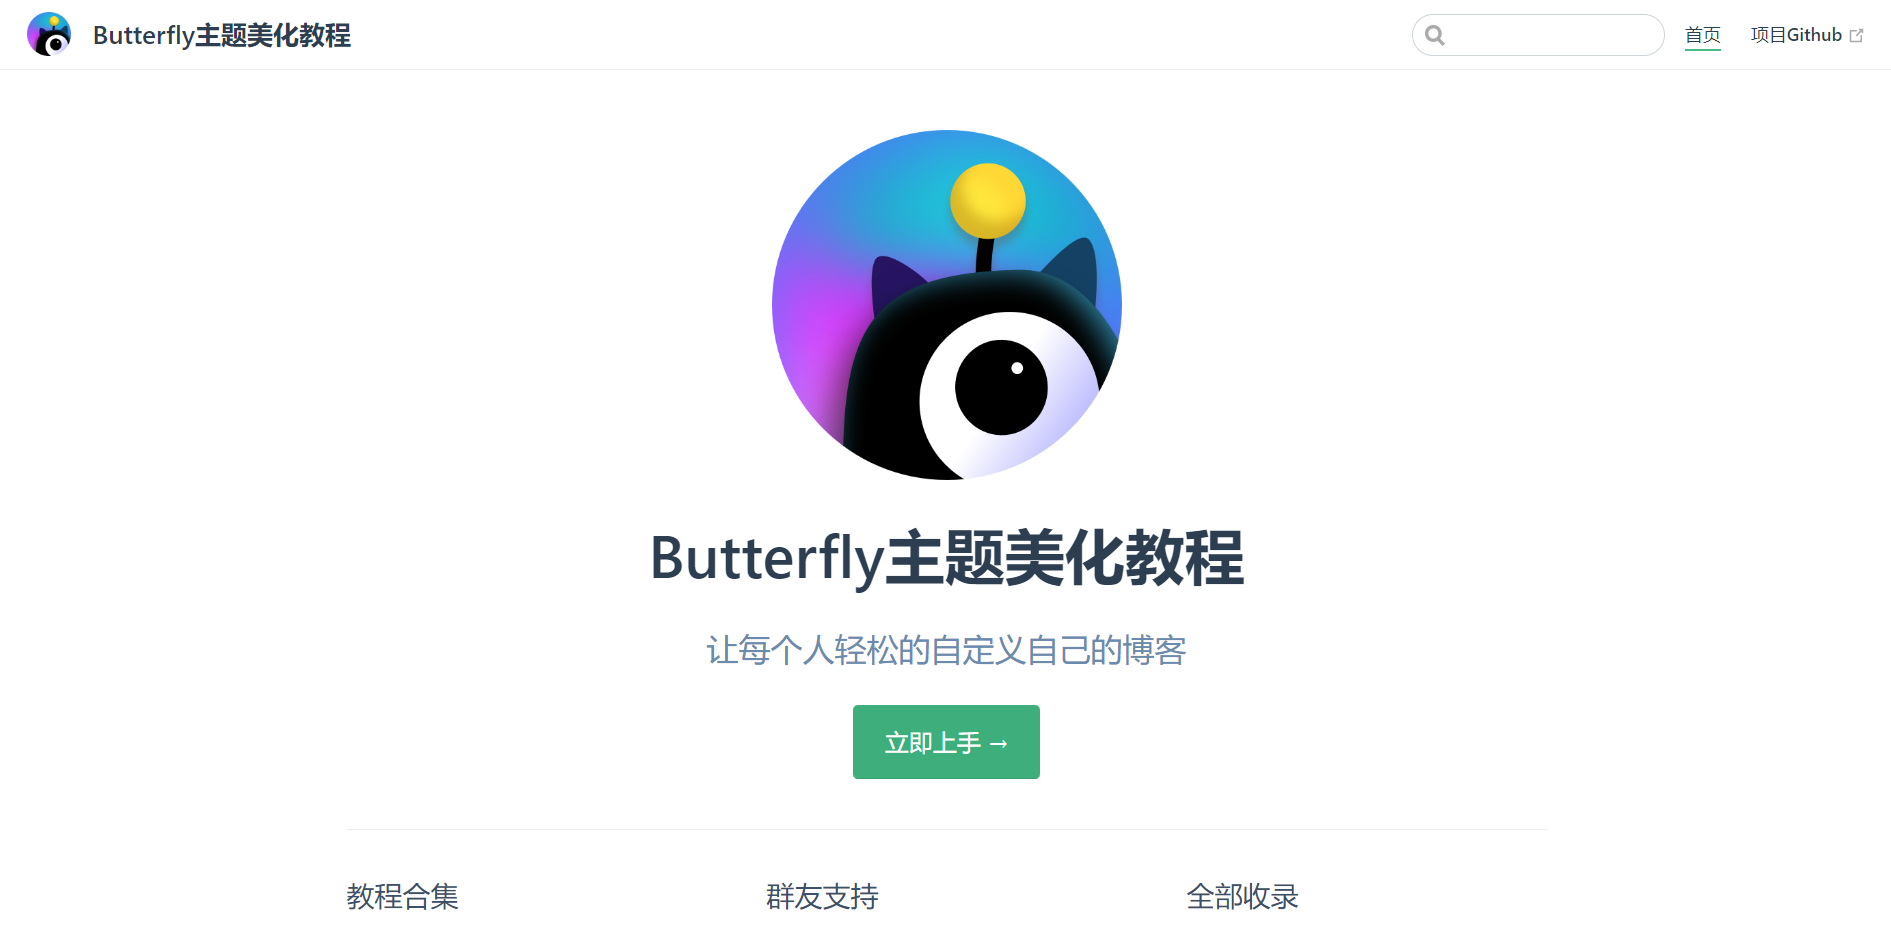 Butterfly主题美化教程
首页
项目Github
Butterfly主题美化教程
让每个人轻松的自定义自己的博客
立即上手 →
教程合集
群友支持
全部收录